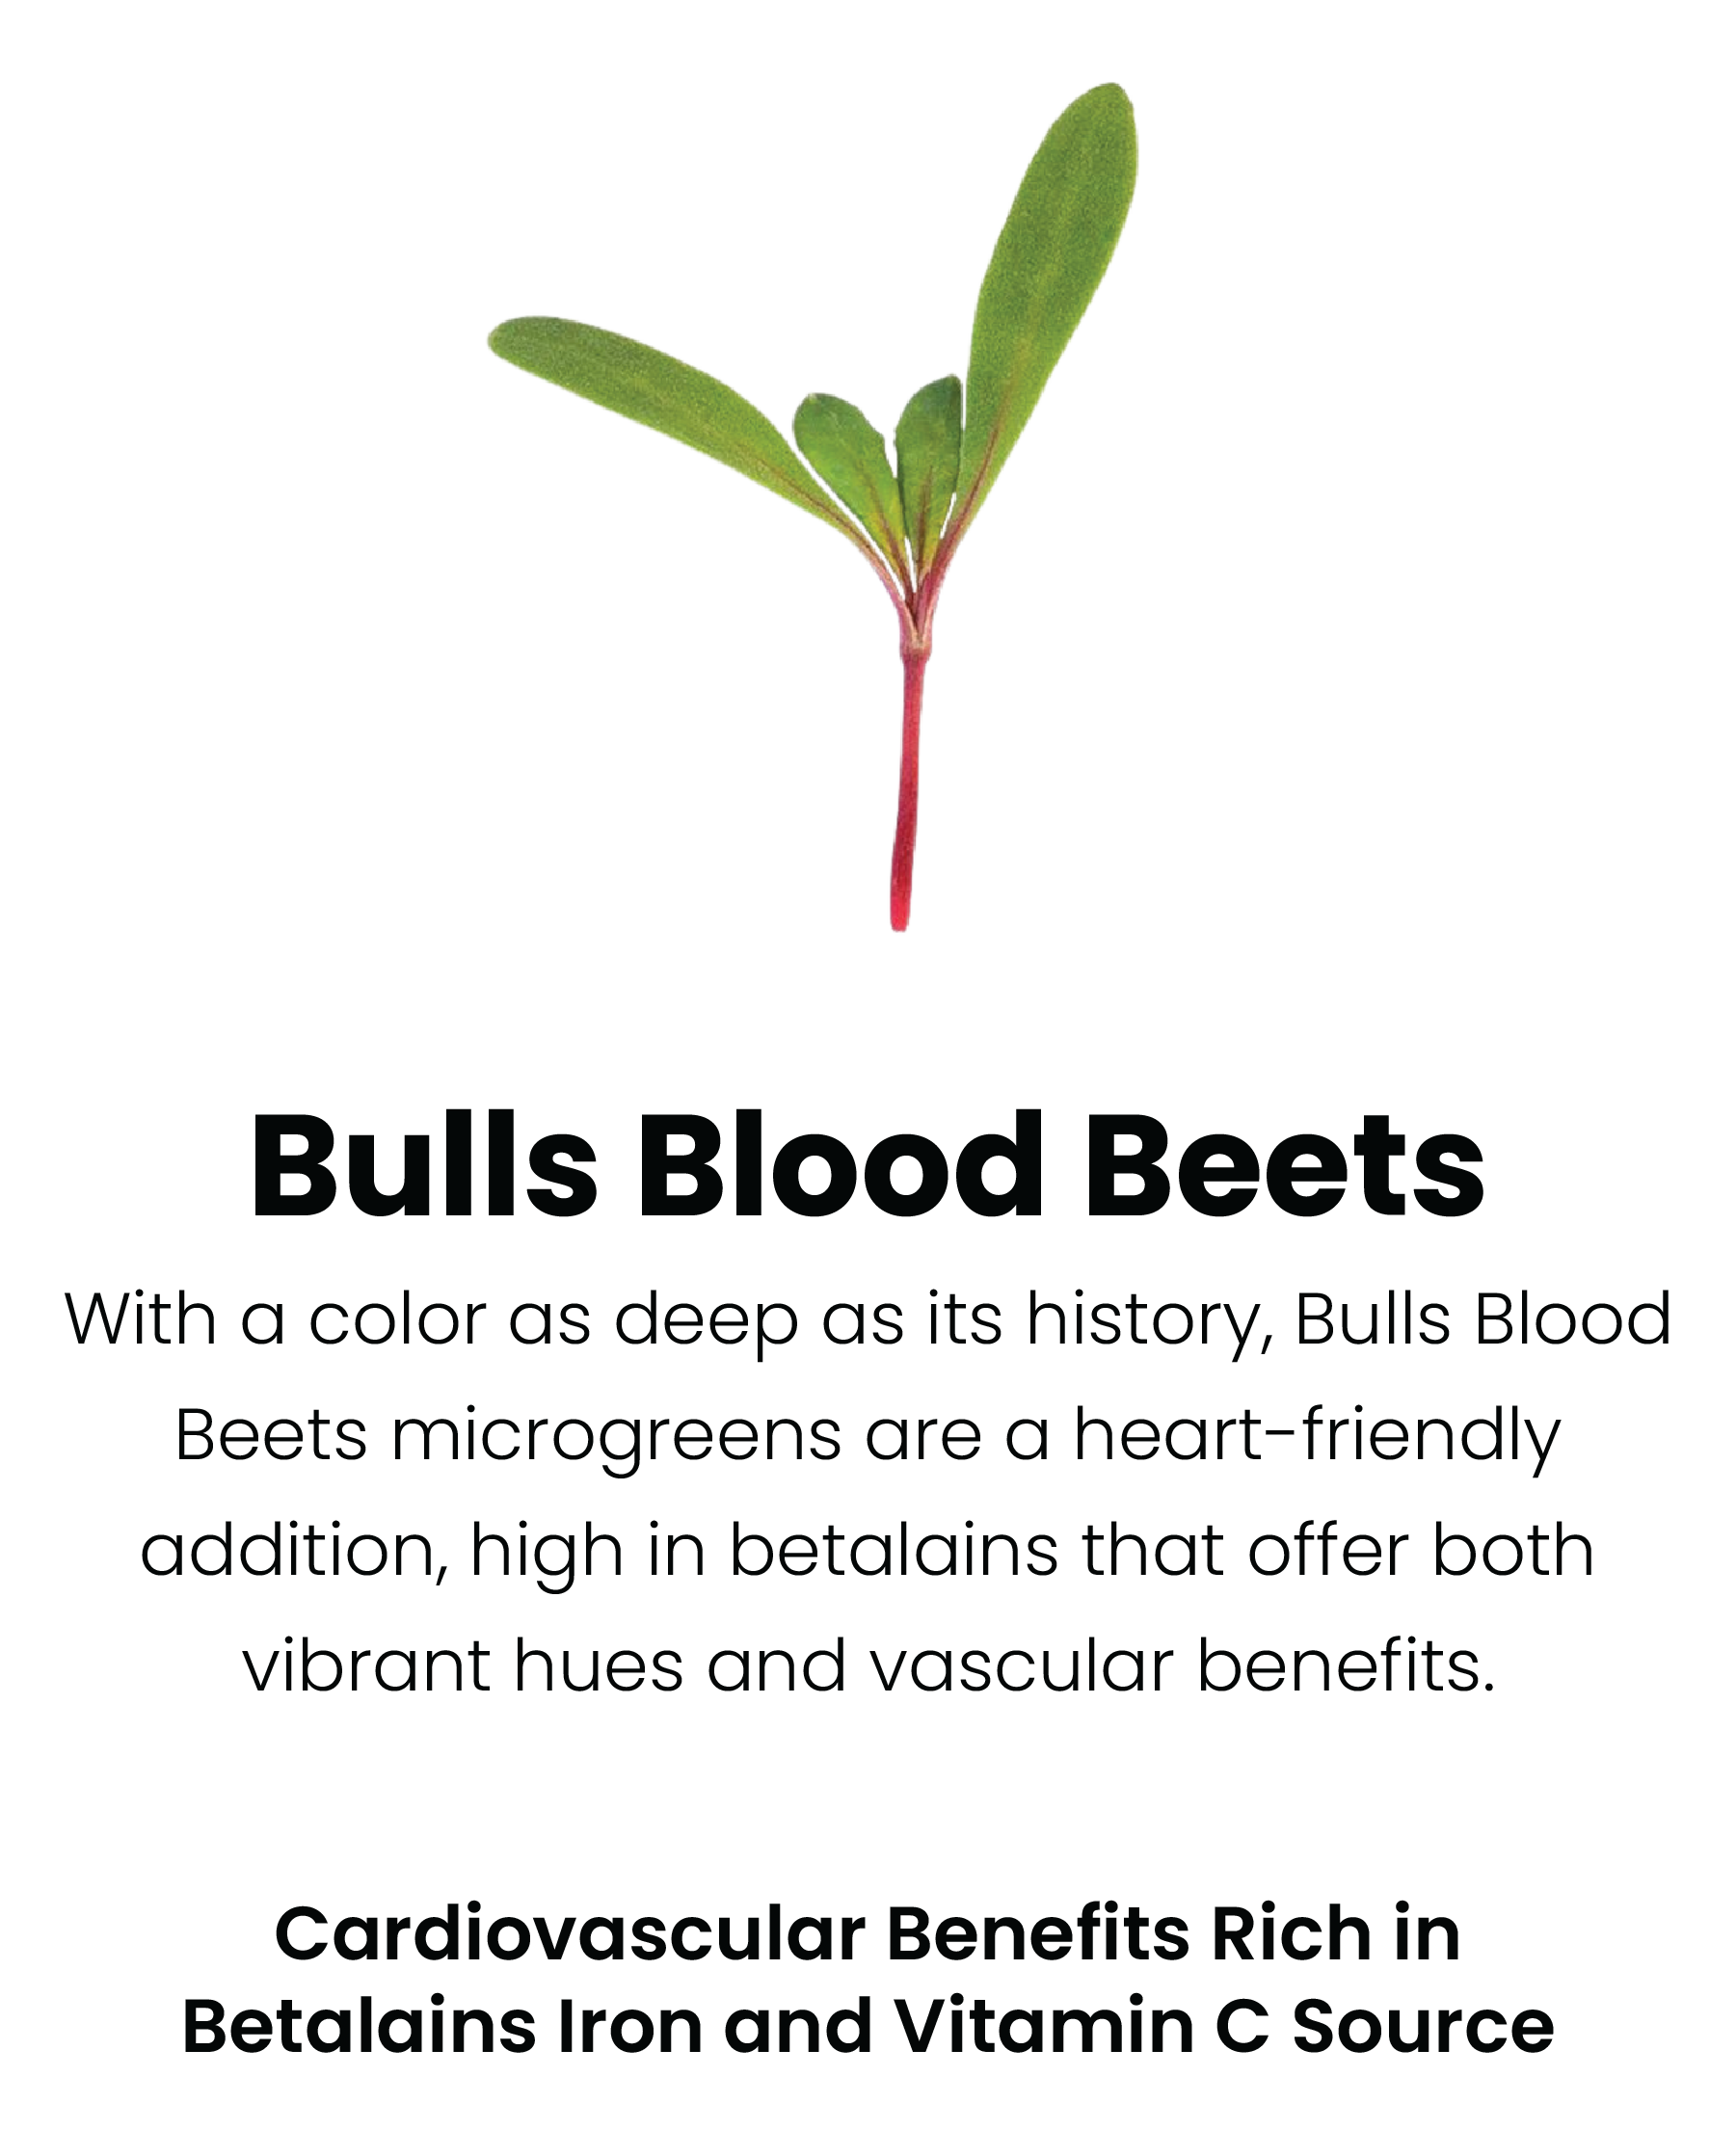 Bulls Blood Beets
With a color as deep as its history, Bulls Blood
Beets microgreens are a heart-friendly
addition, high in betalains that offer both
vibrant hues and vascular benefits.
Cardiovascular Benefits Rich in
Betalains Iron and Vitamin C Source